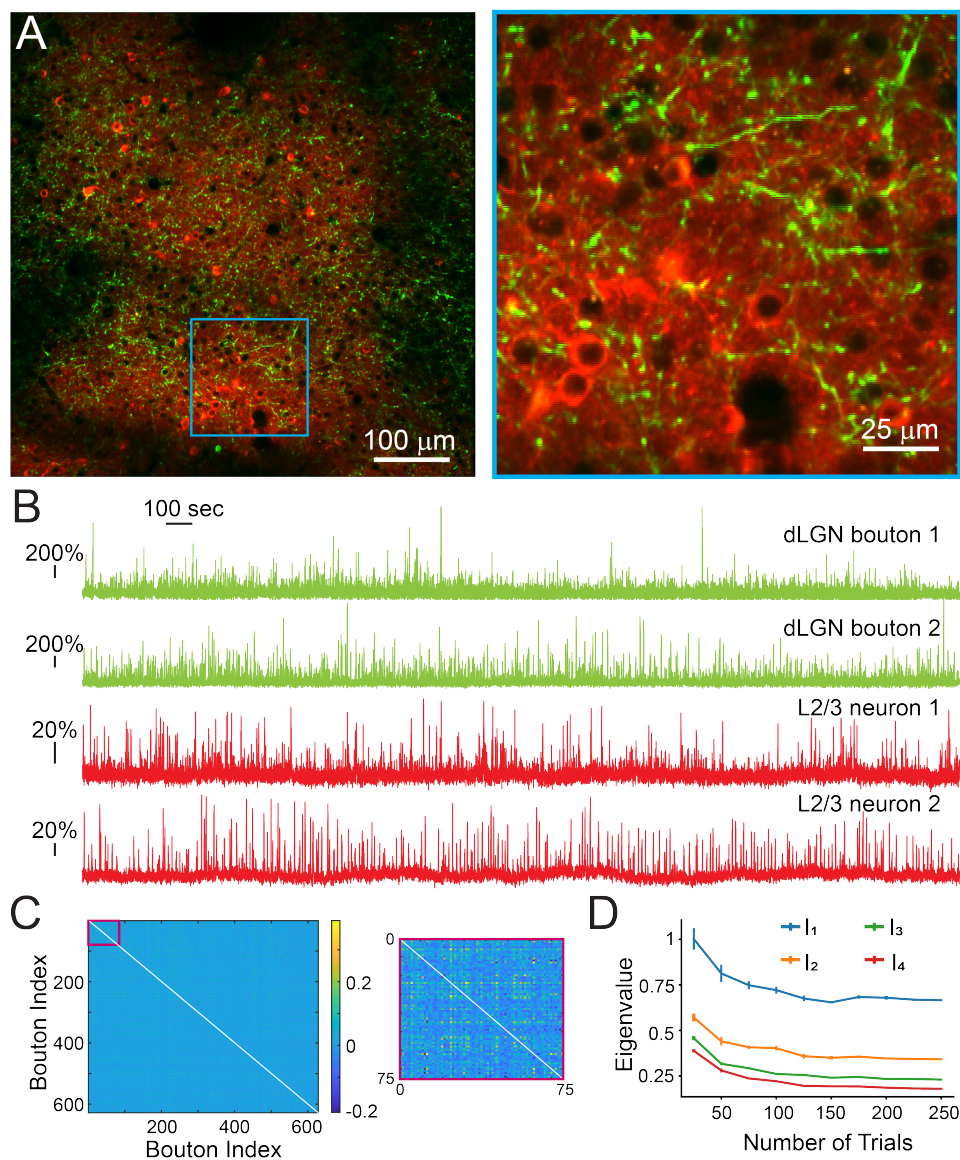 A
100 μm
25 μm
B
100 sec
200%
dLGN bouton 1
200%
dLGN bouton 2
20%
L2/3 neuron 1
20%
L2/3 neuron 2
C
Bouton Index
200
400
600
200
400
600
Bouton Index
0.2
0
-0.2
0
75
0
75
D
Eigenvalue
1
0.75
0.5
0.25
l₁
l₂
l₃
l₄
50
100
150
200
250
Number of Trials